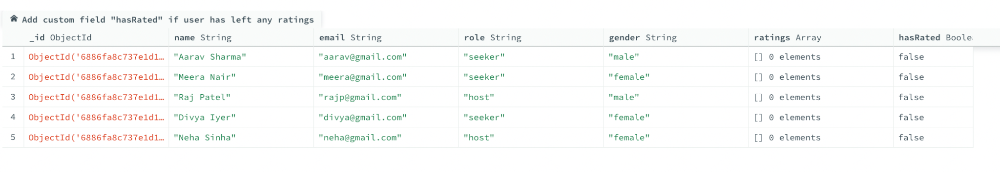 Add custom field "hasRated" if user has left any ratings
_id ObjectId name String email String role String gender String ratings Array hasRated Boole
1 ObjectId('6886fa8c737e1d1… "Aarav Sharma" "aarav@gmail.com" "seeker" "male" [] 0 elements false
2 ObjectId('6886fa8c737e1d1… "Meera Nair" "meera@gmail.com" "seeker" "female" [] 0 elements false
3 ObjectId('6886fa8c737e1d1… "Raj Patel" "rajp@gmail.com" "host" "male" [] 0 elements false
4 ObjectId('6886fa8c737e1d1… "Divya Iyer" "divya@gmail.com" "seeker" "female" [] 0 elements false
5 ObjectId('6886fa8c737e1d1… "Neha Sinha" "neha@gmail.com" "host" "female" [] 0 elements false